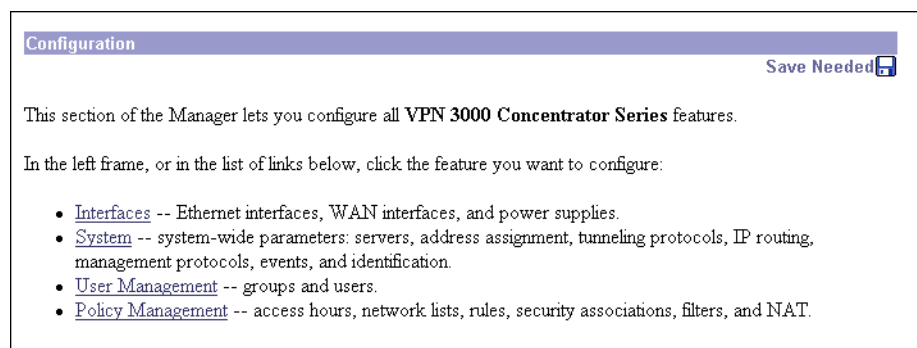 Configuration
Save Needed
This section of the Manager lets you configure all VPN 3000 Concentrator Series features.
In the left frame, or in the list of links below, click the feature you want to configure:
• Interfaces -- Ethernet interfaces, WAN interfaces, and power supplies.
• System -- system-wide parameters: servers, address assignment, tunneling protocols, IP routing,
management protocols, events, and identification.
• User Management -- groups and users.
• Policy Management -- access hours, network lists, rules, security associations, filters, and NAT.